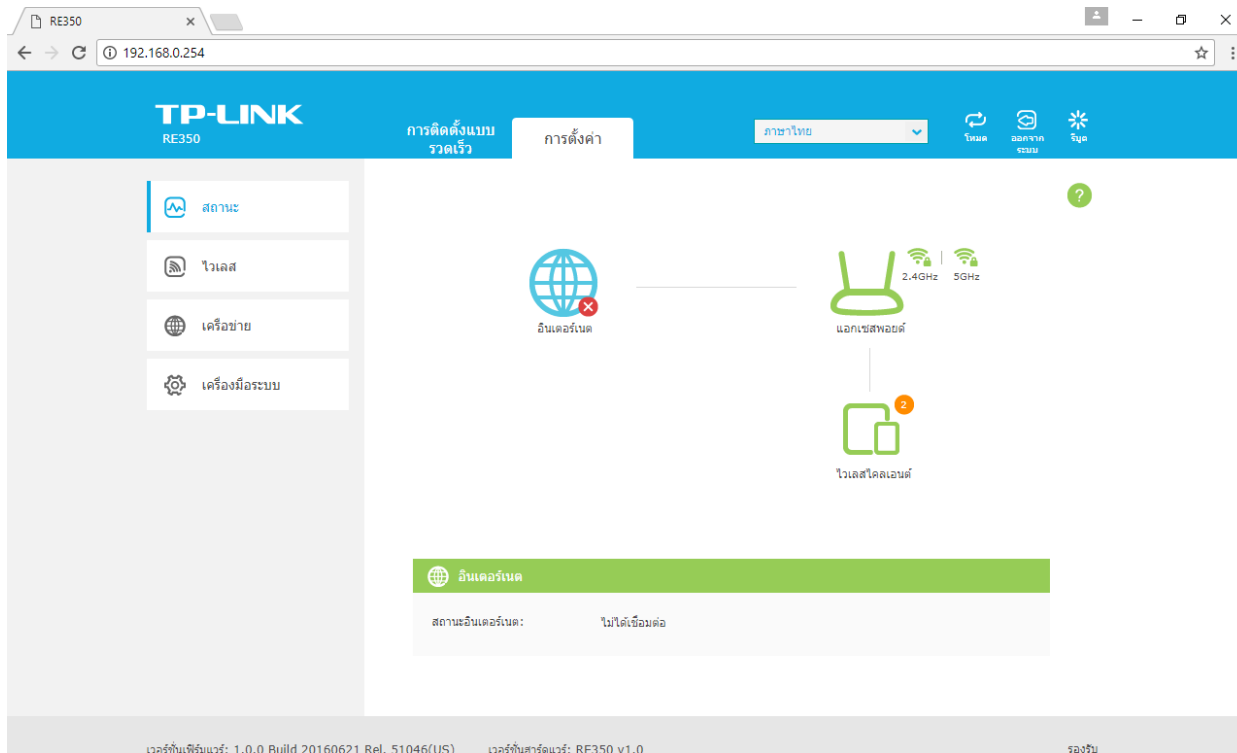 RE350
192.168.0.254
TP-LINK
RE350
การติดตั้งแบบ
รวดเร็ว
การตั้งค่า
ภาษาไทย
โหมด
ออกจาก
ระบบ
รีบูต
สถานะ
ไวเลส
เครือข่าย
เครื่องมือระบบ
?
2.4GHz
5GHz
อินเตอร์เนต
แอกเซสพอยต์
2
ไวเลสไคลเอนต์
อินเตอร์เนต
สถานะอินเตอร์เนต: ไม่ได้เชื่อมต่อ
เวอร์ชั่นเฟิร์มแวร์: 1.0.0 Build 20160621 Rel. 51046(US) เวอร์ชั่นฮาร์ดแวร์: RE350 v1.0 รองรับ